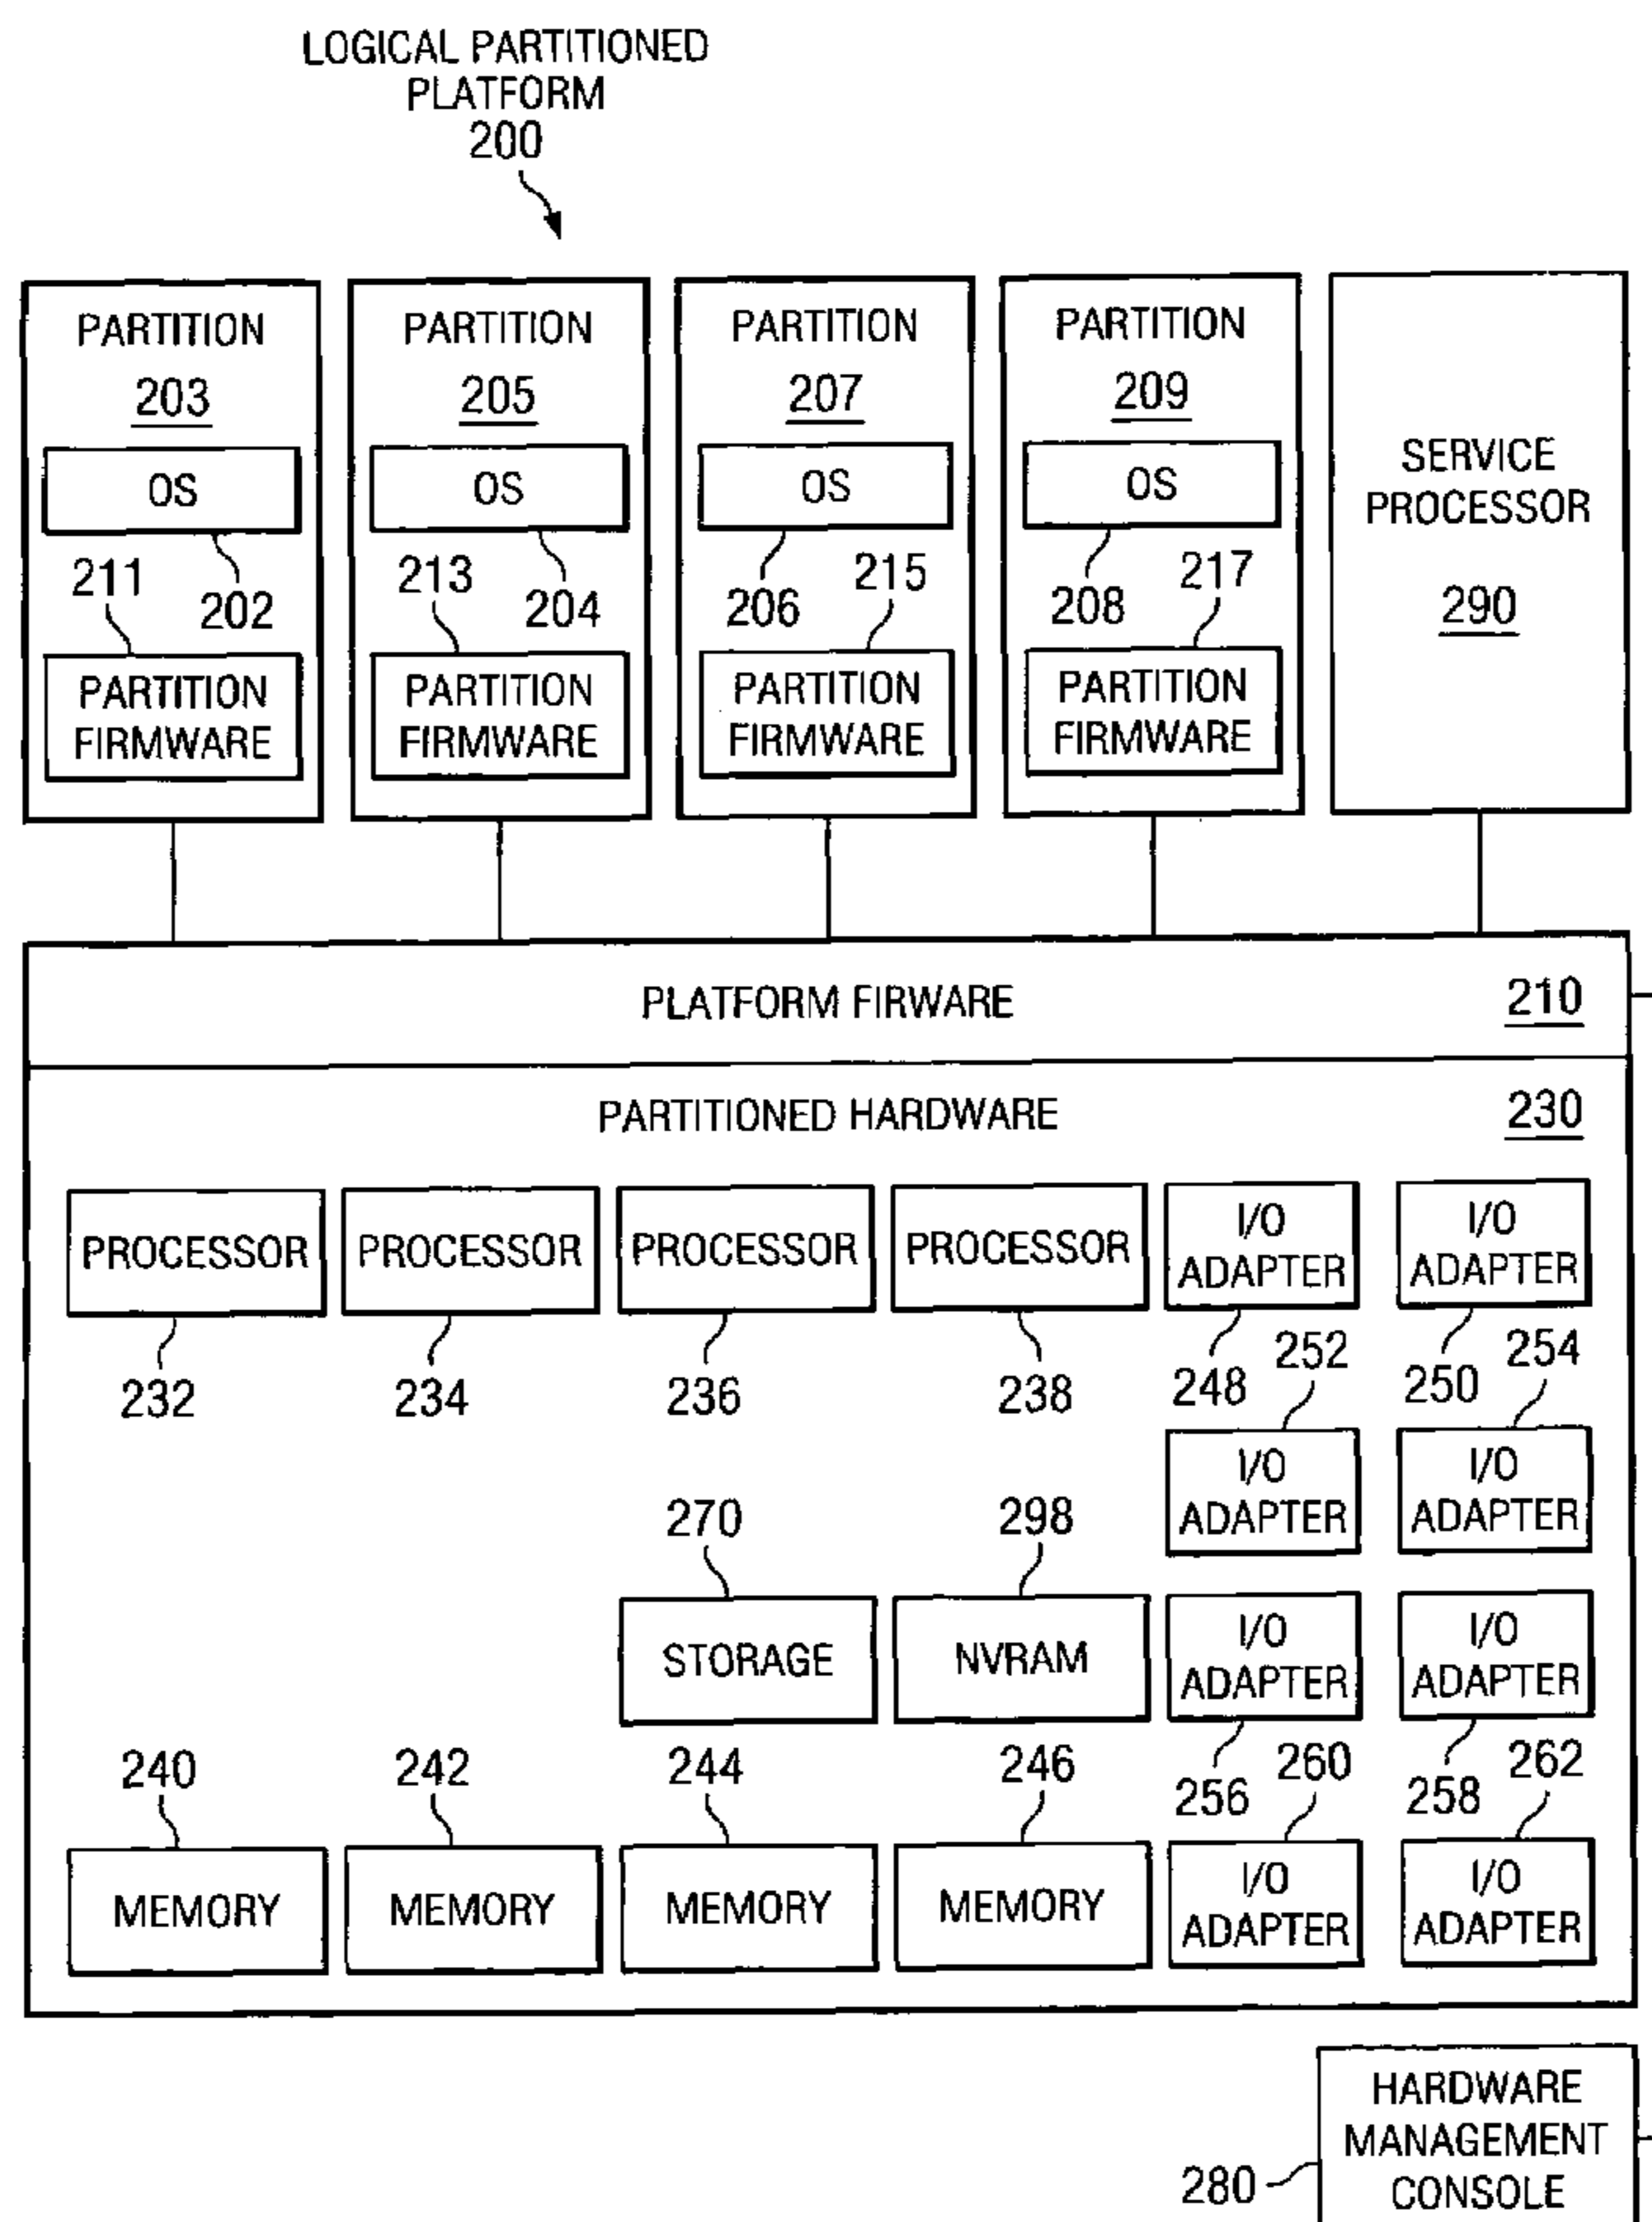 LOGICAL PARTITIONED
PLATFORM
200
PARTITION
203
OS
211
202
PARTITION
FIRMWARE
PARTITION
205
OS
213
204
PARTITION
FIRMWARE
PARTITION
207
OS
206
215
PARTITION
FIRMWARE
PARTITION
209
OS
208
217
PARTITION
FIRMWARE
SERVICE
PROCESSOR
290
PLATFORM FIRWARE
210
PARTITIONED HARDWARE
230
PROCESSOR
232
PROCESSOR
234
PROCESSOR
236
PROCESSOR
238
I/O
ADAPTER
248
I/O
ADAPTER
250
252
I/O
ADAPTER
254
I/O
ADAPTER
270
STORAGE
298
NVRAM
I/O
ADAPTER
256
I/O
ADAPTER
258
240
MEMORY
242
MEMORY
244
MEMORY
246
MEMORY
260
I/O
ADAPTER
262
I/O
ADAPTER
280
HARDWARE
MANAGEMENT
CONSOLE